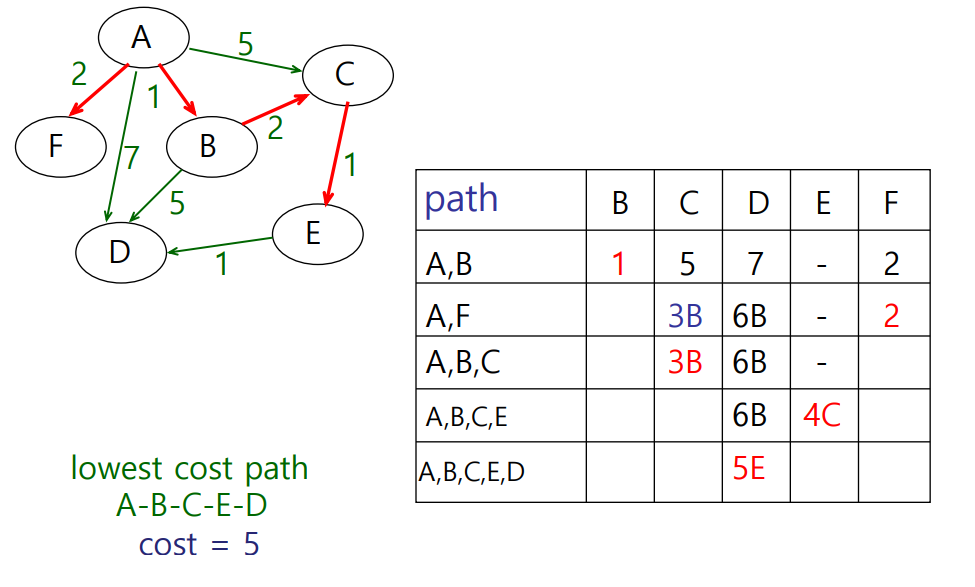 A
5
C
2
1
F
B
2
7
1
5
D
E
1
path B C D E F
A,B 1 5 7 - 2
A,F 3B 6B - 2
A,B,C 3B 6B -
A,B,C,E 6B 4C
A,B,C,E,D 5E
lowest cost path
A-B-C-E-D
cost = 5